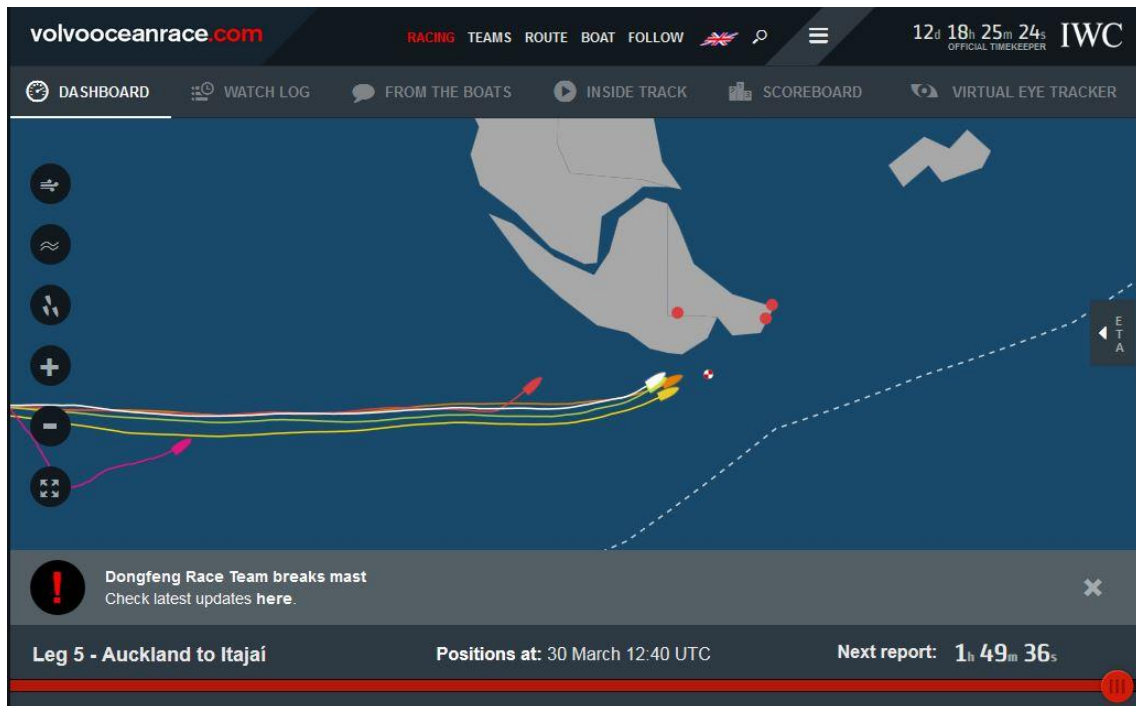 volvooceanrace.com RACING TEAMS ROUTE BOAT FOLLOW 12d 18h 25m 24s IWC
OFFICIAL TIMEKEEPER
DASHBOARD WATCH LOG FROM THE BOATS INSIDE TRACK SCOREBOARD VIRTUAL EYE TRACKER
ETA
Dongfeng Race Team breaks mast
Check latest updates here.
Leg 5 - Auckland to Itajaí Positions at: 30 March 12:40 UTC Next report: 1h 49m 36s